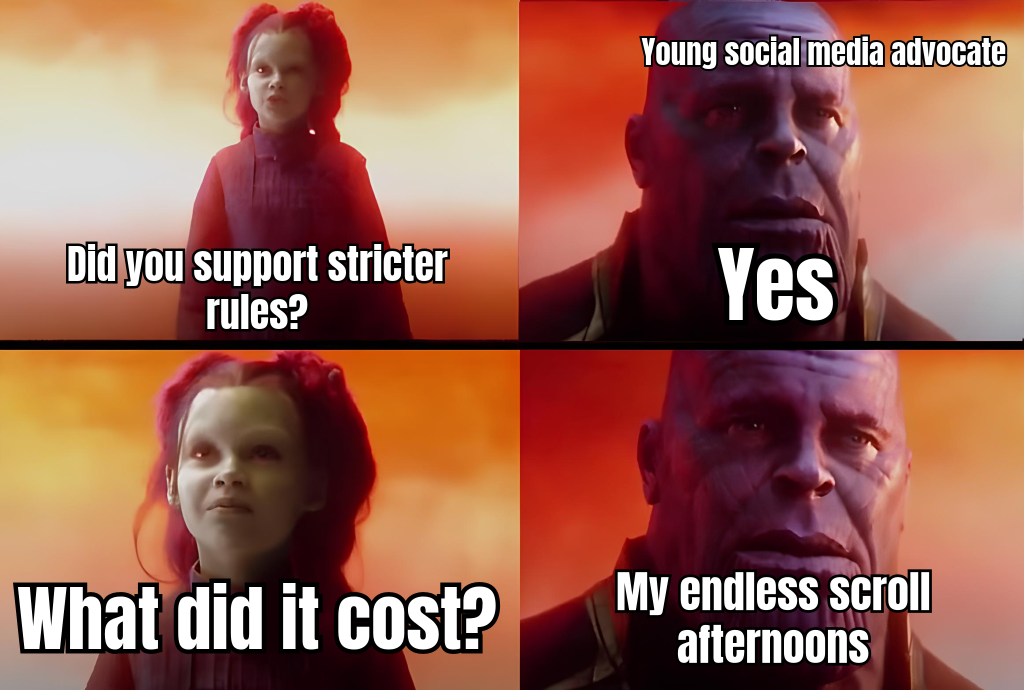 Did you support stricter
rules?
Young social media advocate
Yes
What did it cost?
My endless scroll
afternoons